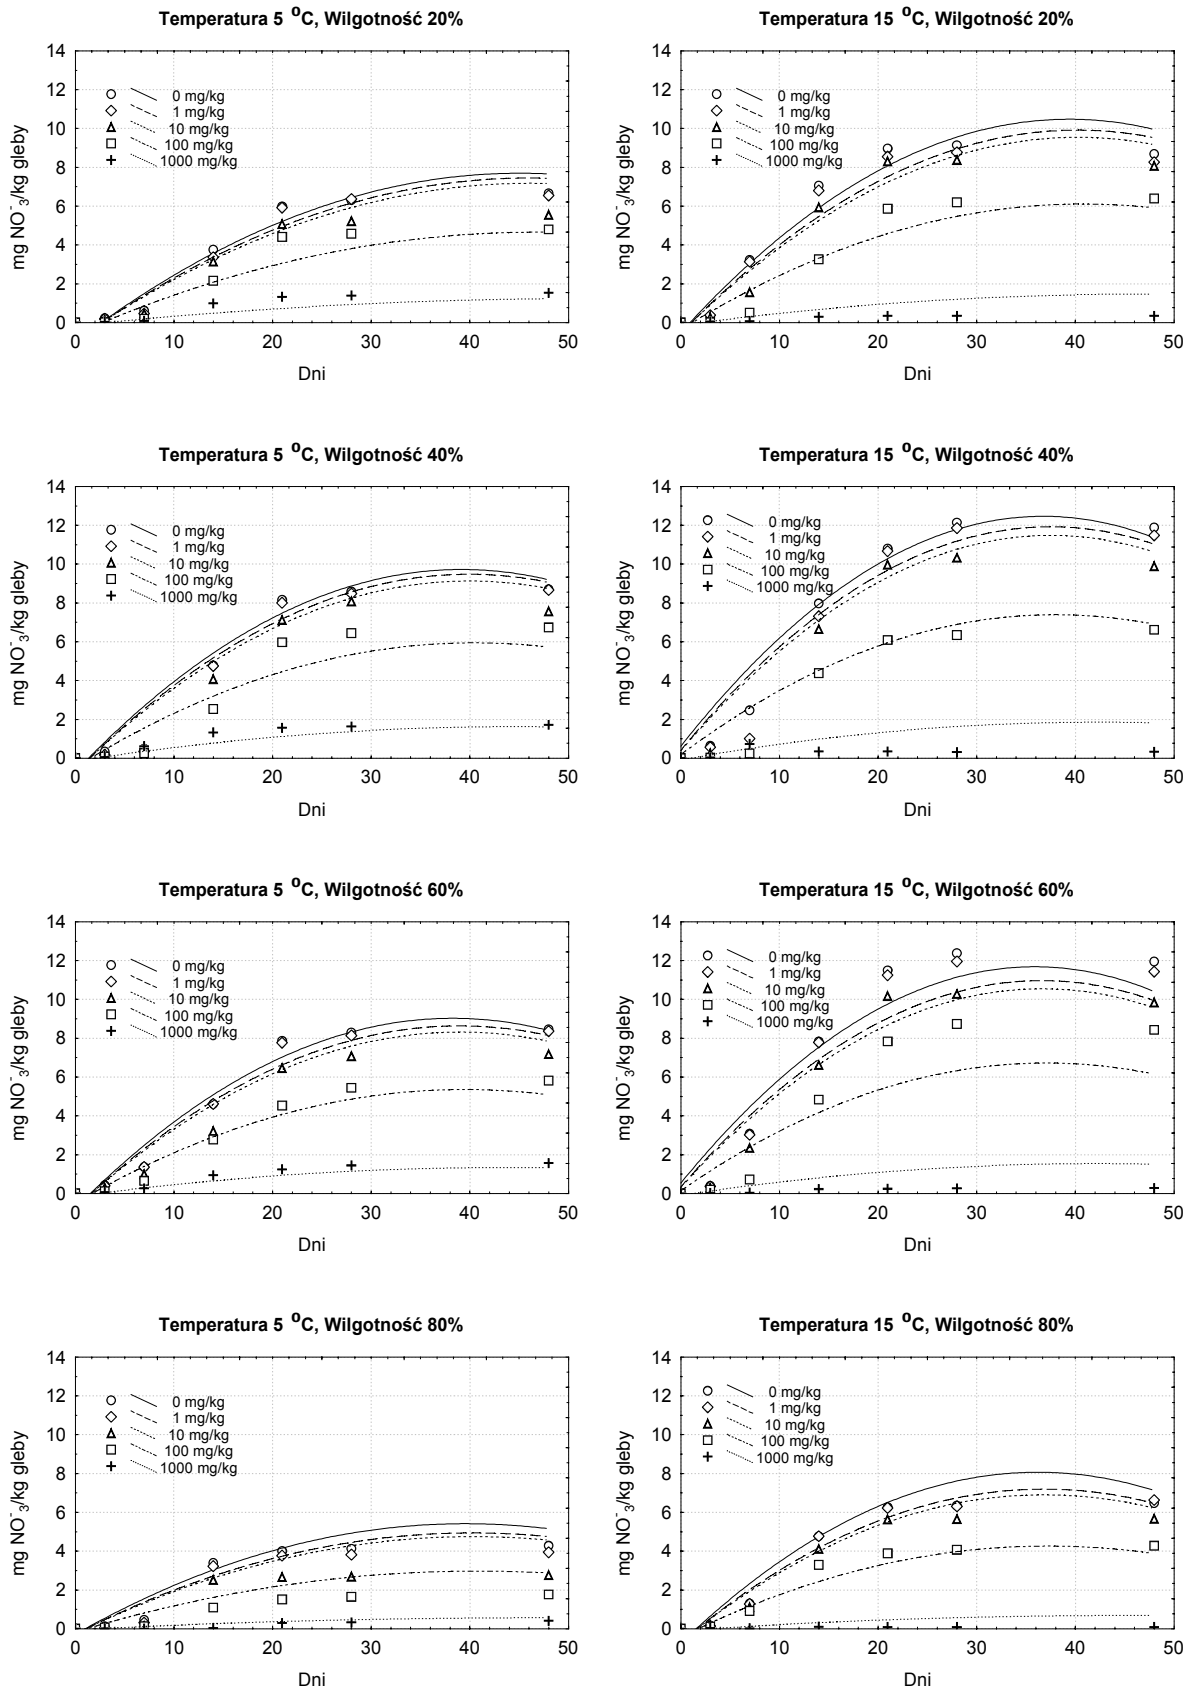 Temperatura 5 °C, Wilgotność 20%
14
12
10
8
6
4
2
0
mg NO⁻₃/kg gleby
0 mg/kg
1 mg/kg
10 mg/kg
100 mg/kg
1000 mg/kg
0 10 20 30 40 50
Dni
Temperatura 15 °C, Wilgotność 20%
14
12
10
8
6
4
2
0
mg NO⁻₃/kg gleby
0 mg/kg
1 mg/kg
10 mg/kg
100 mg/kg
1000 mg/kg
0 10 20 30 40 50
Dni
Temperatura 5 °C, Wilgotność 40%
14
12
10
8
6
4
2
0
mg NO⁻₃/kg gleby
0 mg/kg
1 mg/kg
10 mg/kg
100 mg/kg
1000 mg/kg
0 10 20 30 40 50
Dni
Temperatura 15 °C, Wilgotność 40%
14
12
10
8
6
4
2
0
mg NO⁻₃/kg gleby
0 mg/kg
1 mg/kg
10 mg/kg
100 mg/kg
1000 mg/kg
0 10 20 30 40 50
Dni
Temperatura 5 °C, Wilgotność 60%
14
12
10
8
6
4
2
0
mg NO⁻₃/kg gleby
0 mg/kg
1 mg/kg
10 mg/kg
100 mg/kg
1000 mg/kg
0 10 20 30 40 50
Dni
Temperatura 15 °C, Wilgotność 60%
14
12
10
8
6
4
2
0
mg NO⁻₃/kg gleby
0 mg/kg
1 mg/kg
10 mg/kg
100 mg/kg
1000 mg/kg
0 10 20 30 40 50
Dni
Temperatura 5 °C, Wilgotność 80%
14
12
10
8
6
4
2
0
mg NO⁻₃/kg gleby
0 mg/kg
1 mg/kg
10 mg/kg
100 mg/kg
1000 mg/kg
0 10 20 30 40 50
Dni
Temperatura 15 °C, Wilgotność 80%
14
12
10
8
6
4
2
0
mg NO⁻₃/kg gleby
0 mg/kg
1 mg/kg
10 mg/kg
100 mg/kg
1000 mg/kg
0 10 20 30 40 50
Dni